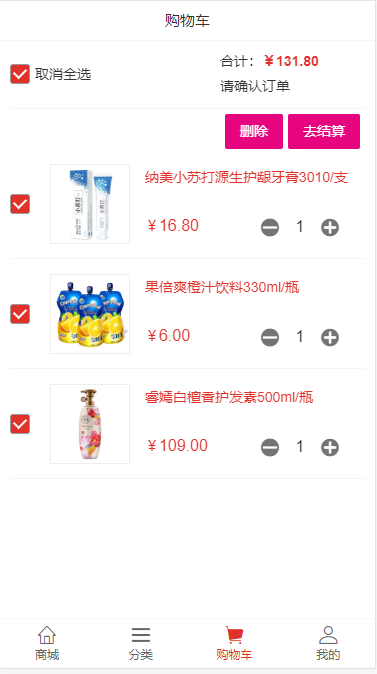 购物车
取消全选
合计：￥131.80
请确认订单
删除 去结算
纳美小苏打源生护龈牙膏3010/支
￥16.80
1
果倍爽橙汁饮料330ml/瓶
￥6.00
1
睿嫣白檀香护发素500ml/瓶
￥109.00
1
商城 分类 购物车 我的